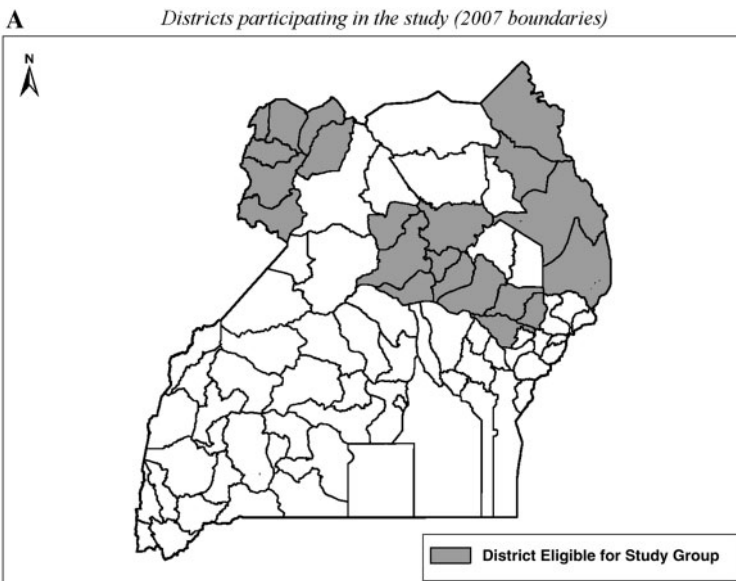 A
Districts participating in the study (2007 boundaries)
N
District Eligible for Study Group